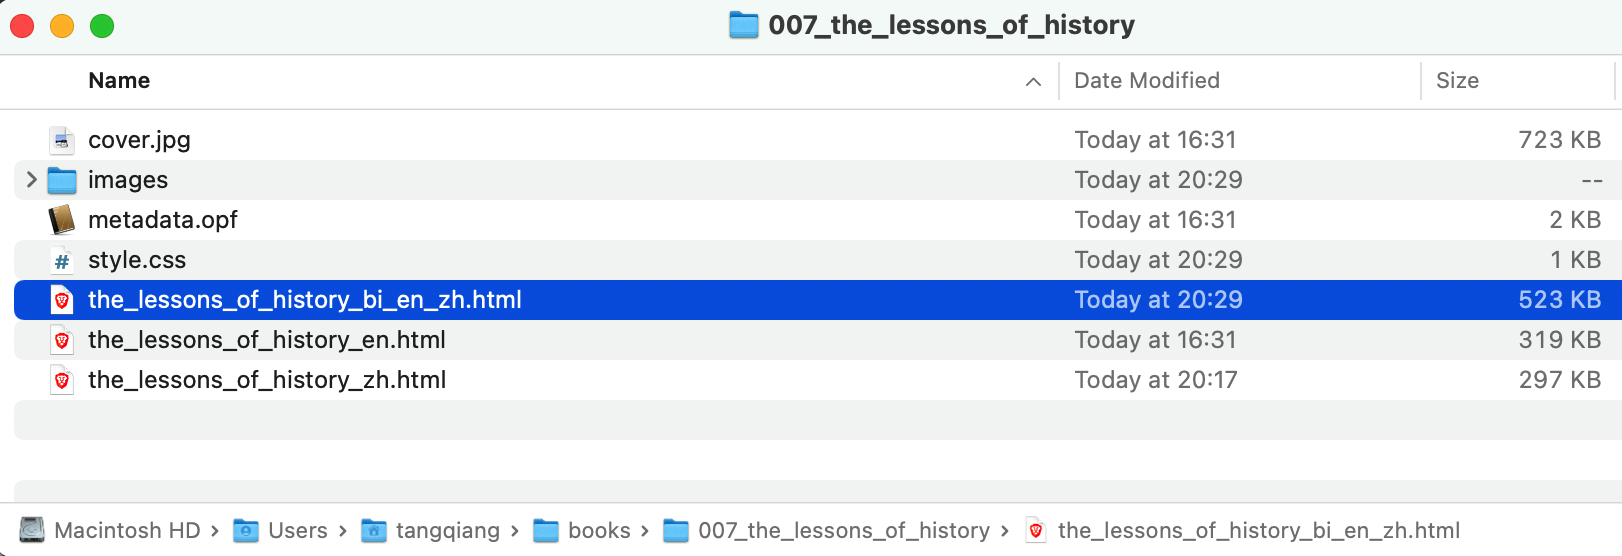 007_the_lessons_of_history
Name Date Modified Size
cover.jpg Today at 16:31 723 KB
images Today at 20:29 --
metadata.opf Today at 16:31 2 KB
style.css Today at 20:29 1 KB
the_lessons_of_history_bi_en_zh.html Today at 20:29 523 KB
the_lessons_of_history_en.html Today at 16:31 319 KB
the_lessons_of_history_zh.html Today at 20:17 297 KB
Macintosh HD › Users › tangqiang › books › 007_the_lessons_of_history › the_lessons_of_history_bi_en_zh.html